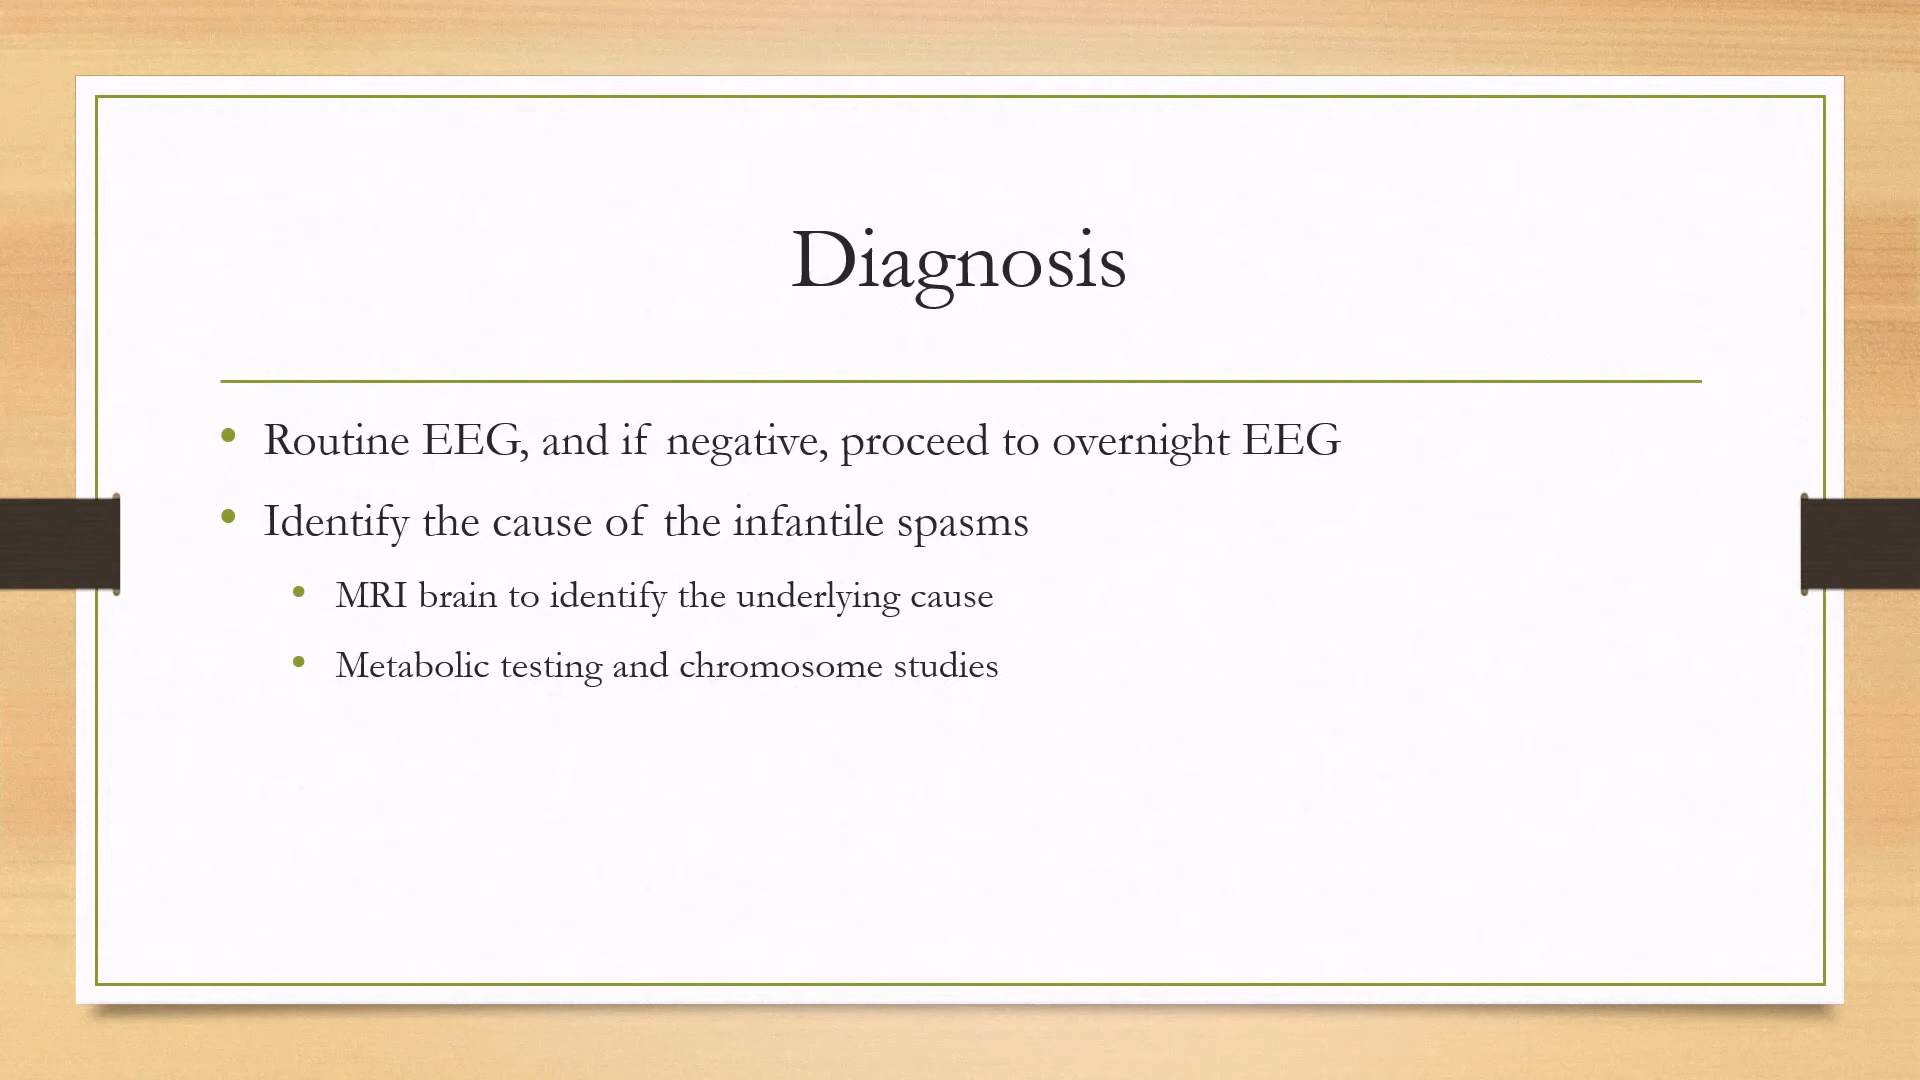 Diagnosis
• Routine EEG, and if negative, proceed to overnight EEG
• Identify the cause of the infantile spasms
• MRI brain to identify the underlying cause
• Metabolic testing and chromosome studies